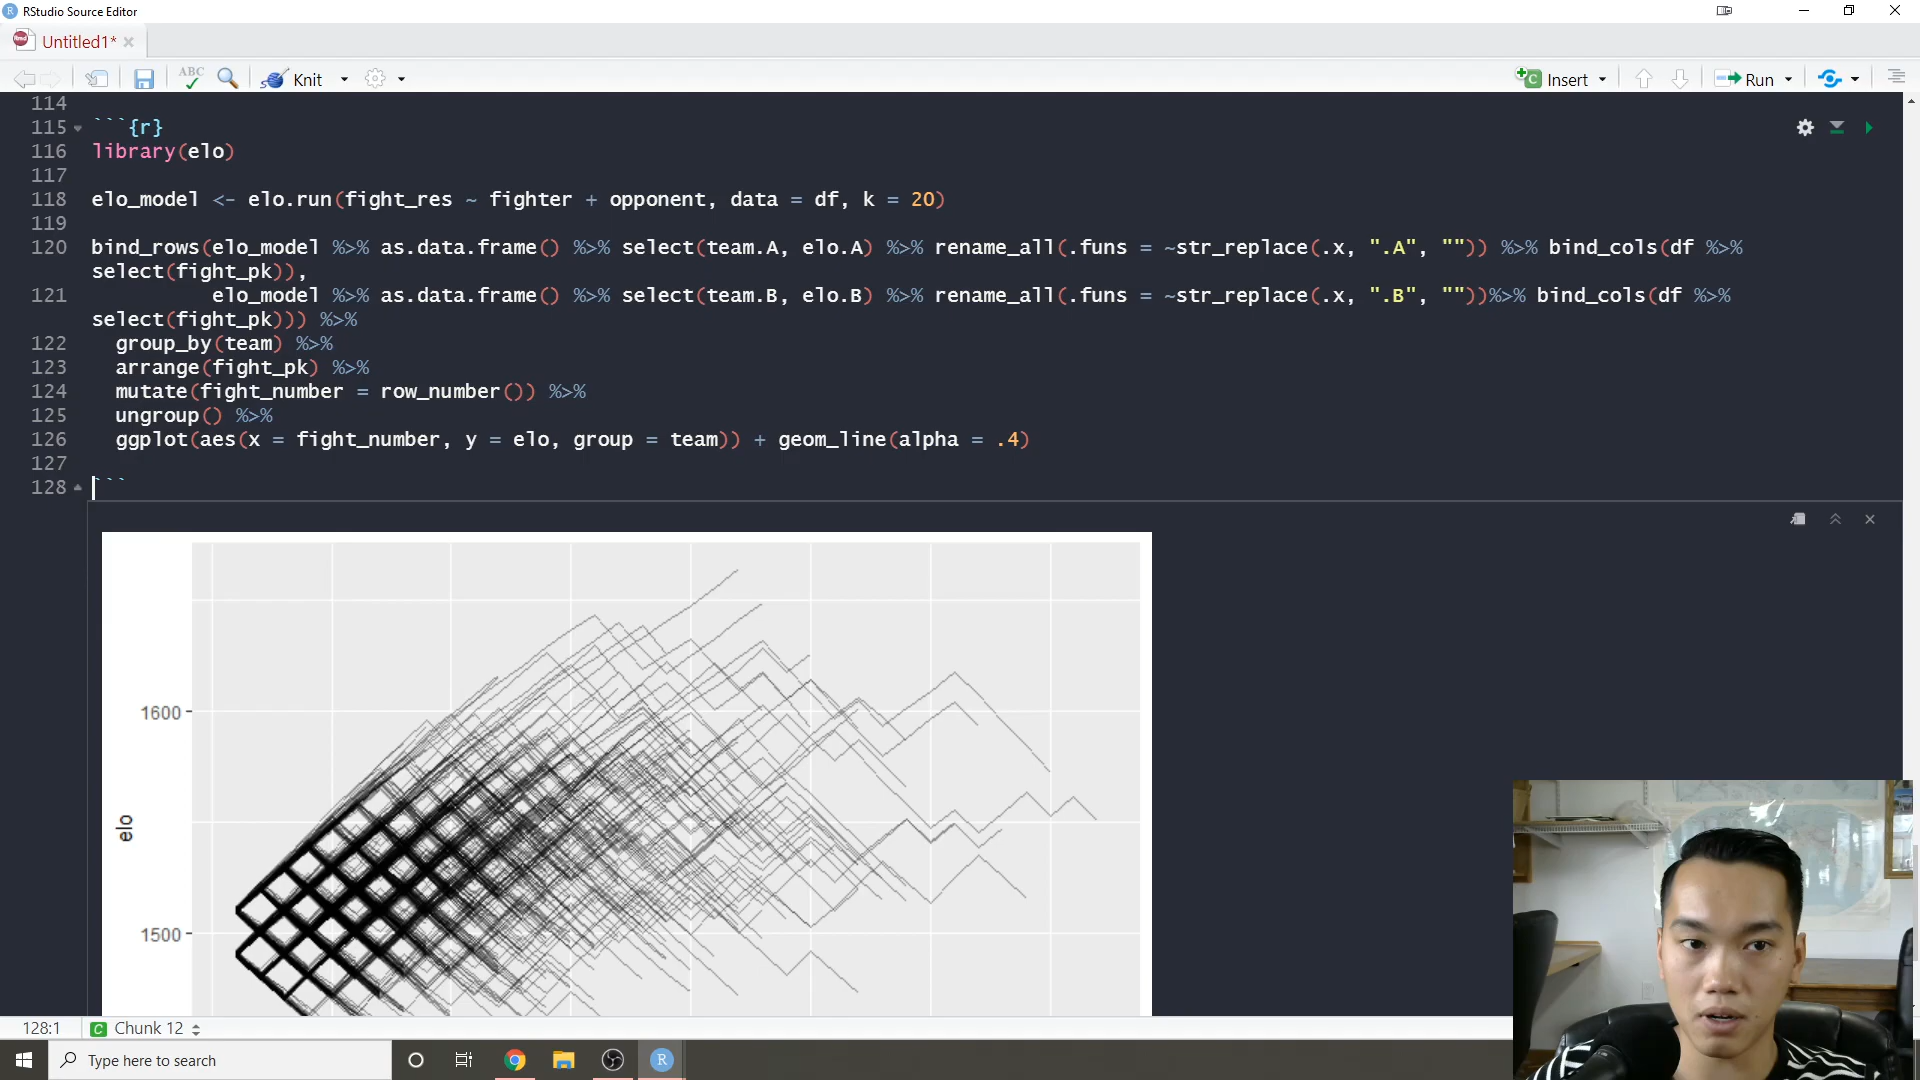 RStudio Source Editor
Untitled1*
ABC
Knit
Insert
Run
114
115 ```{r}
116 library(elo)
117
118 elo_model <- elo.run(fight_res ~ fighter + opponent, data = df, k = 20)
119
120 bind_rows(elo_model %>% as.data.frame() %>% select(team.A, elo.A) %>% rename_all(.funs = ~str_replace(.x, ".A", "")) %>% bind_cols(df %>%
select(fight_pk)),
121 elo_model %>% as.data.frame() %>% select(team.B, elo.B) %>% rename_all(.funs = ~str_replace(.x, ".B", ""))%>% bind_cols(df %>%
select(fight_pk))) %>%
122 group_by(team) %>%
123 arrange(fight_pk) %>%
124 mutate(fight_number = row_number()) %>%
125 ungroup() %>%
126 ggplot(aes(x = fight_number, y = elo, group = team)) + geom_line(alpha = .4)
127
128 ```
1600
elo
1500
128:1 C Chunk 12
Type here to search